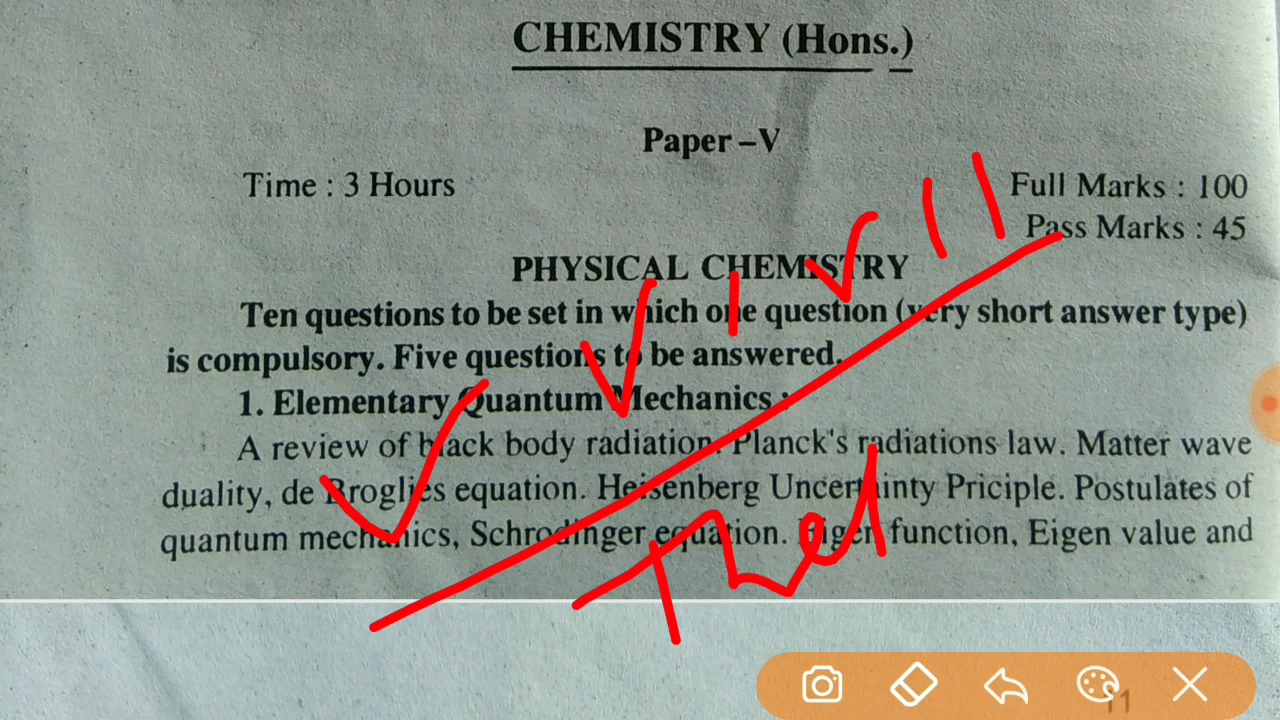 CHEMISTRY (Hons.)
Paper –V
Time : 3 Hours
Full Marks : 100
Pass Marks : 45
PHYSICAL CHEMISTRY
Ten questions to be set in which one question (very short answer type)
is compulsory. Five questions to be answered.
1. Elementary Quantum Mechanics :
A review of black body radiation. Planck's radiations law. Matter wave
duality, de Broglies equation. Heisenberg Uncertainty Priciple. Postulates of
quantum mechanics, Schrodinger equation. Eigen function, Eigen value and
V VI VII
11